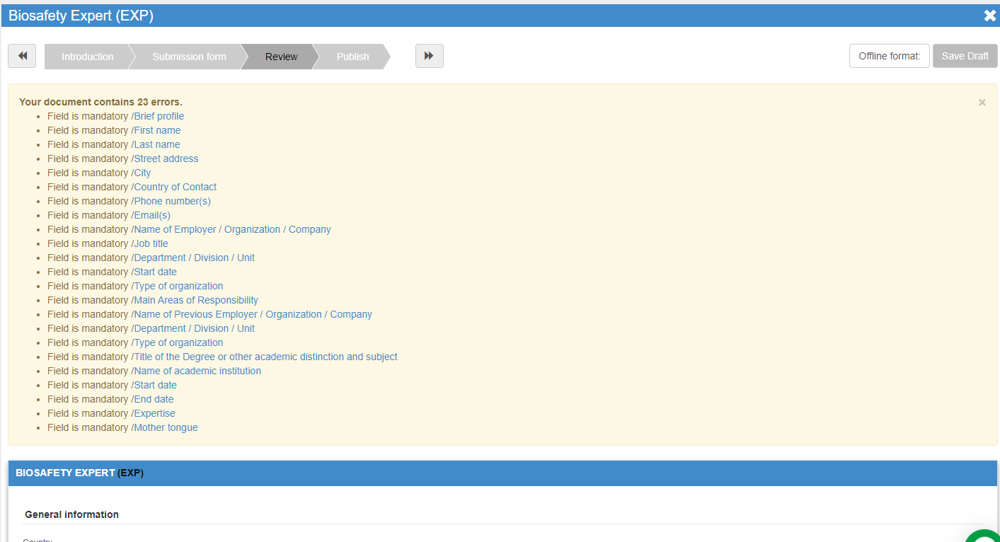 Biosafety Expert (EXP)
Introduction
Submission form
Review
Publish
Offline format:
Save Draft
Your document contains 23 errors.
Field is mandatory /Brief profile
Field is mandatory /First name
Field is mandatory /Last name
Field is mandatory /Street address
Field is mandatory /City
Field is mandatory /Country of Contact
Field is mandatory /Phone number(s)
Field is mandatory /Email(s)
Field is mandatory /Name of Employer / Organization / Company
Field is mandatory /Job title
Field is mandatory /Department / Division / Unit
Field is mandatory /Start date
Field is mandatory /Type of organization
Field is mandatory /Main Areas of Responsibility
Field is mandatory /Name of Previous Employer / Organization / Company
Field is mandatory /Department / Division / Unit
Field is mandatory /Type of organization
Field is mandatory /Title of the Degree or other academic distinction and subject
Field is mandatory /Name of academic institution
Field is mandatory /Start date
Field is mandatory /End date
Field is mandatory /Expertise
Field is mandatory /Mother tongue
BIOSAFETY EXPERT (EXP)
General information
Country